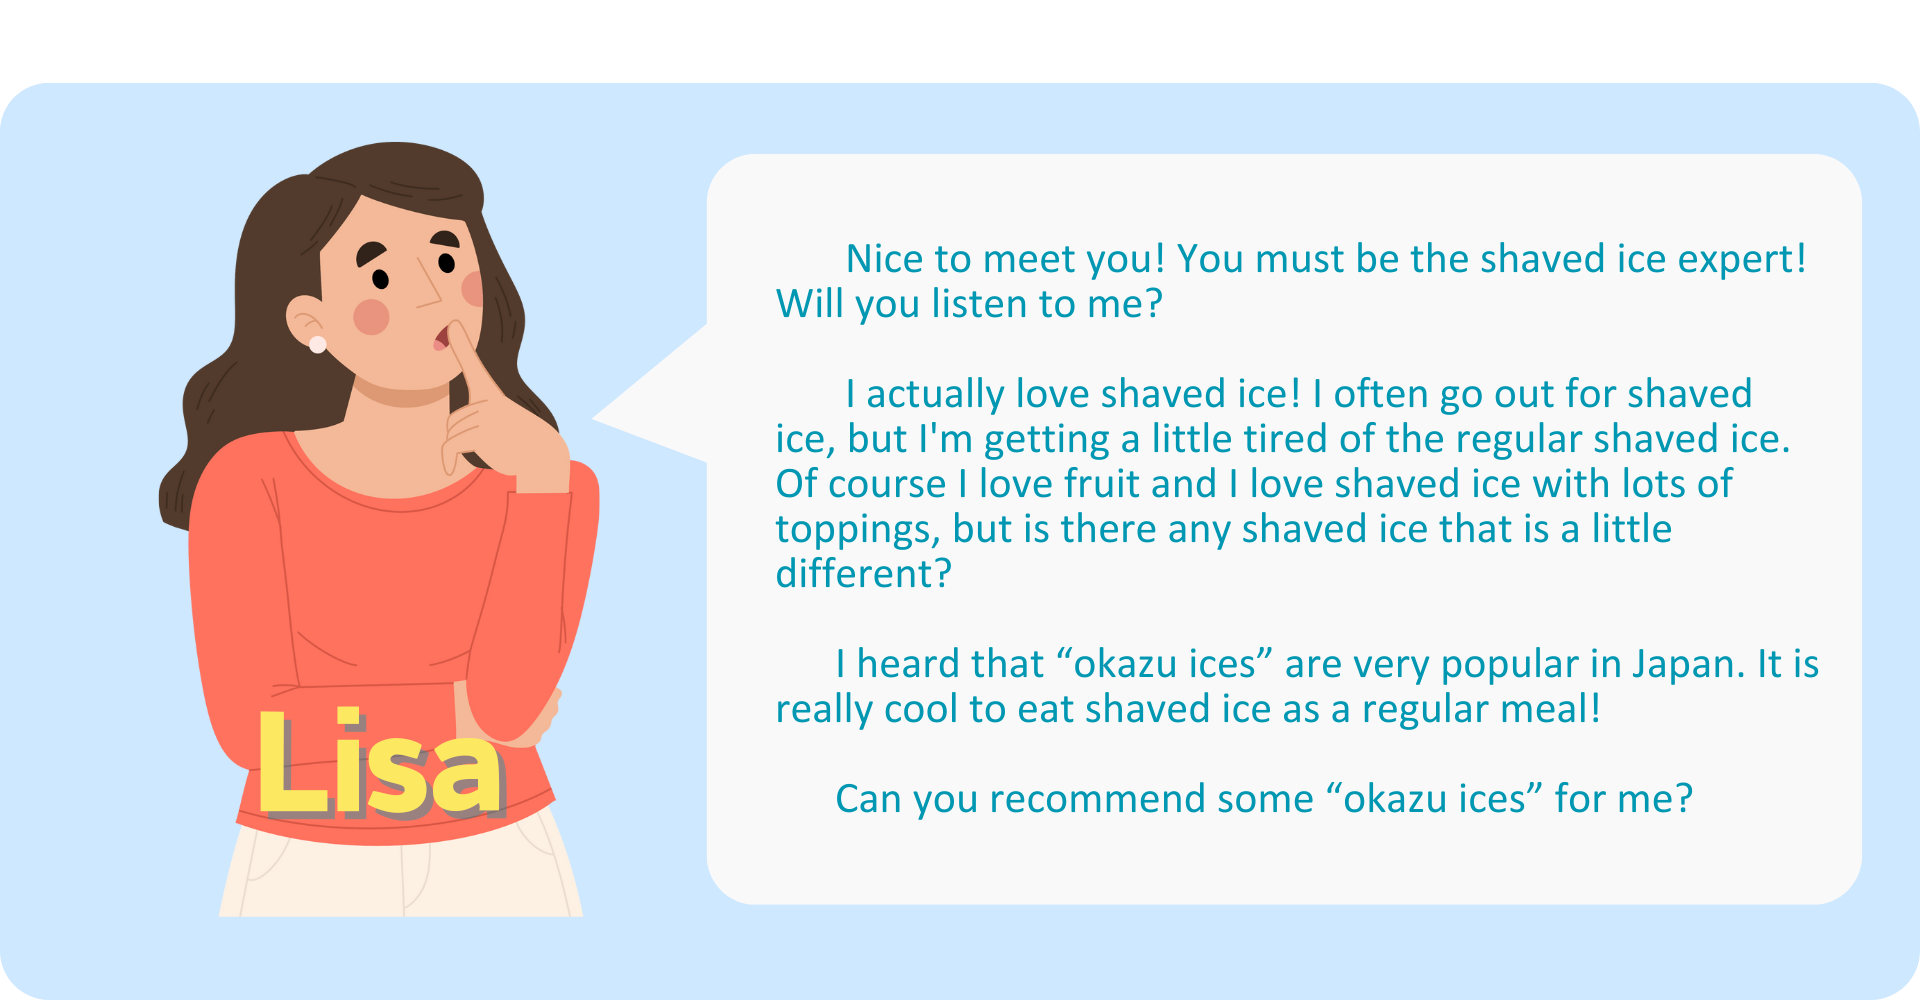 Nice to meet you! You must be the shaved ice expert!
Will you listen to me?
I actually love shaved ice! I often go out for shaved
ice, but I'm getting a little tired of the regular shaved ice.
Of course I love fruit and I love shaved ice with lots of
toppings, but is there any shaved ice that is a little
different?
I heard that “okazu ices” are very popular in Japan. It is
really cool to eat shaved ice as a regular meal!
Can you recommend some “okazu ices” for me?
Lisa